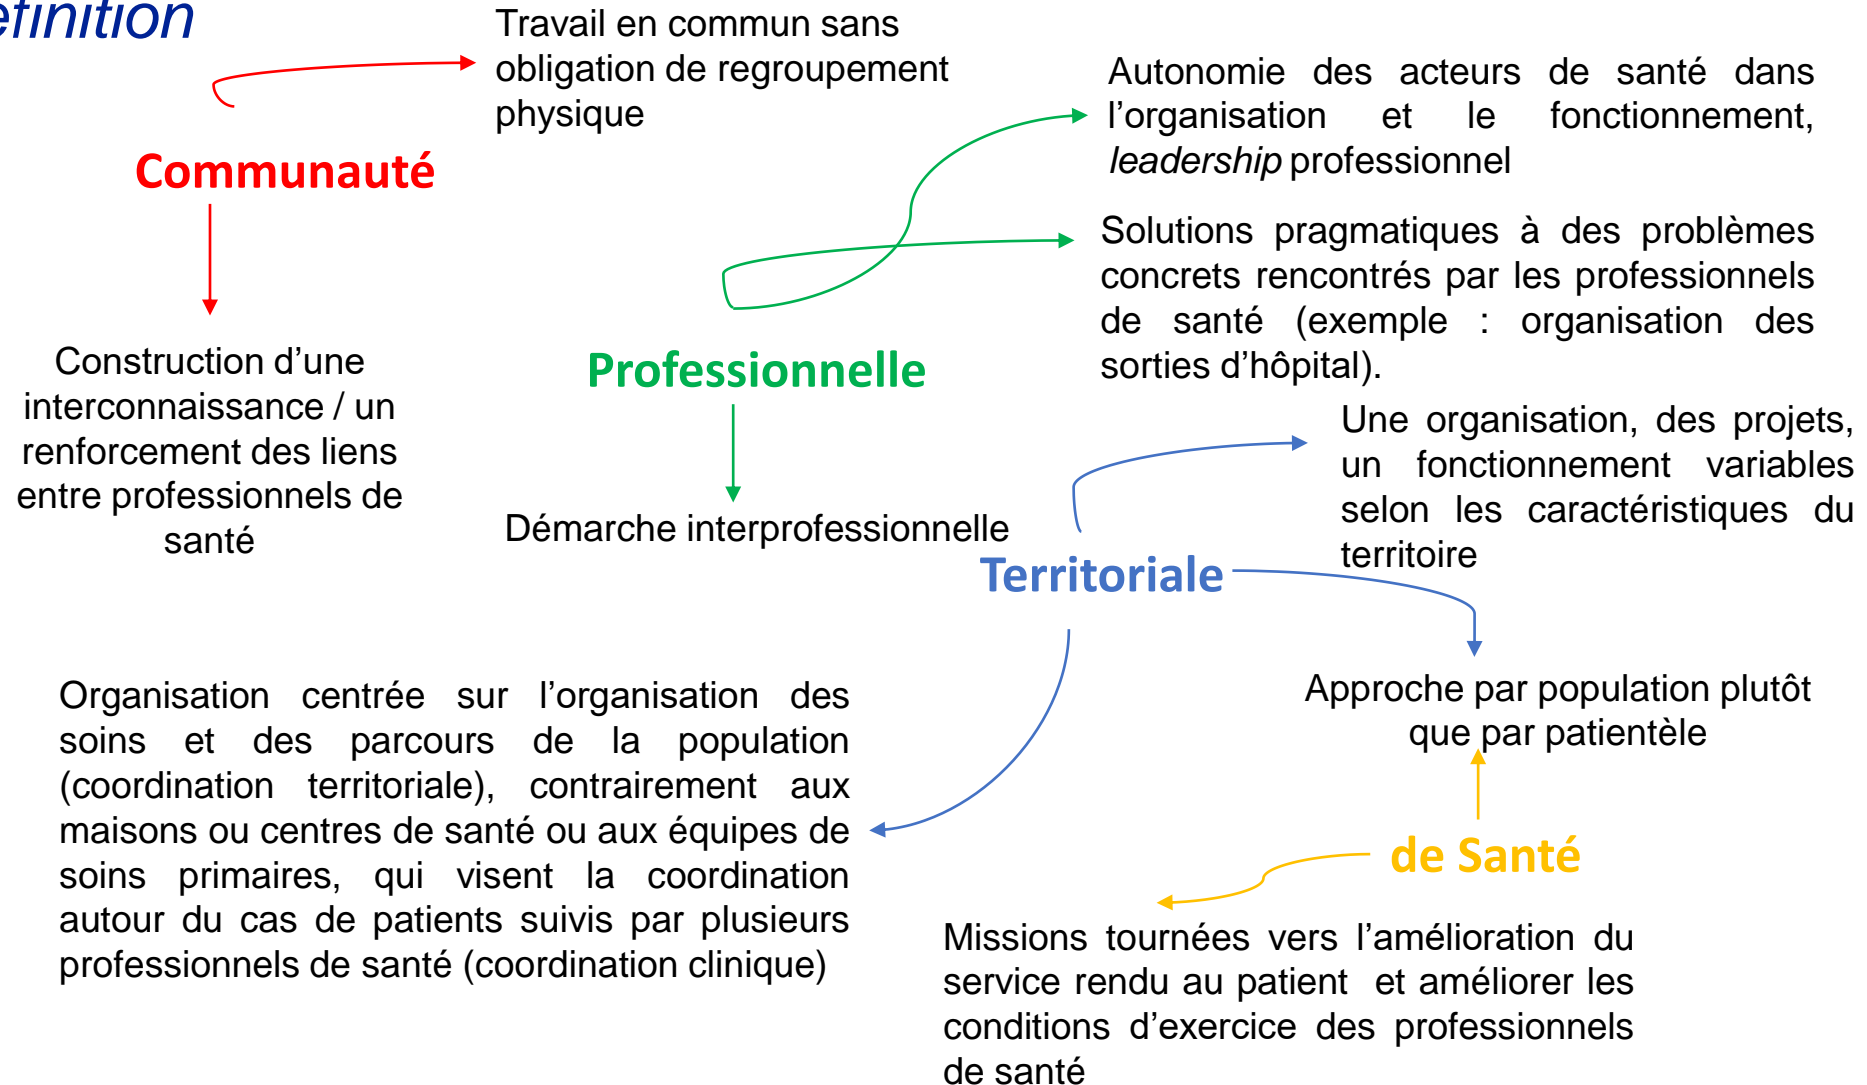 éfinition
Travail en commun sans
obligation de regroupement
physique
Communauté
Construction d’une
interconnaissance / un
renforcement des liens
entre professionnels de
santé
Autonomie des acteurs de santé dans
l’organisation et le fonctionnement,
leadership professionnel
Solutions pragmatiques à des problèmes
concrets rencontrés par les professionnels
de santé (exemple : organisation des
sorties d’hôpital).
Professionnelle
Démarche interprofessionnelle
Une organisation, des projets,
un fonctionnement variables
selon les caractéristiques du
territoire
Territoriale
Approche par population plutôt
que par patientèle
Organisation centrée sur l’organisation des
soins et des parcours de la population
(coordination territoriale), contrairement aux
maisons ou centres de santé ou aux équipes de
soins primaires, qui visent la coordination
autour du cas de patients suivis par plusieurs
professionnels de santé (coordination clinique)
de Santé
Missions tournées vers l’amélioration du
service rendu au patient  et améliorer les
conditions d’exercice des professionnels
de santé